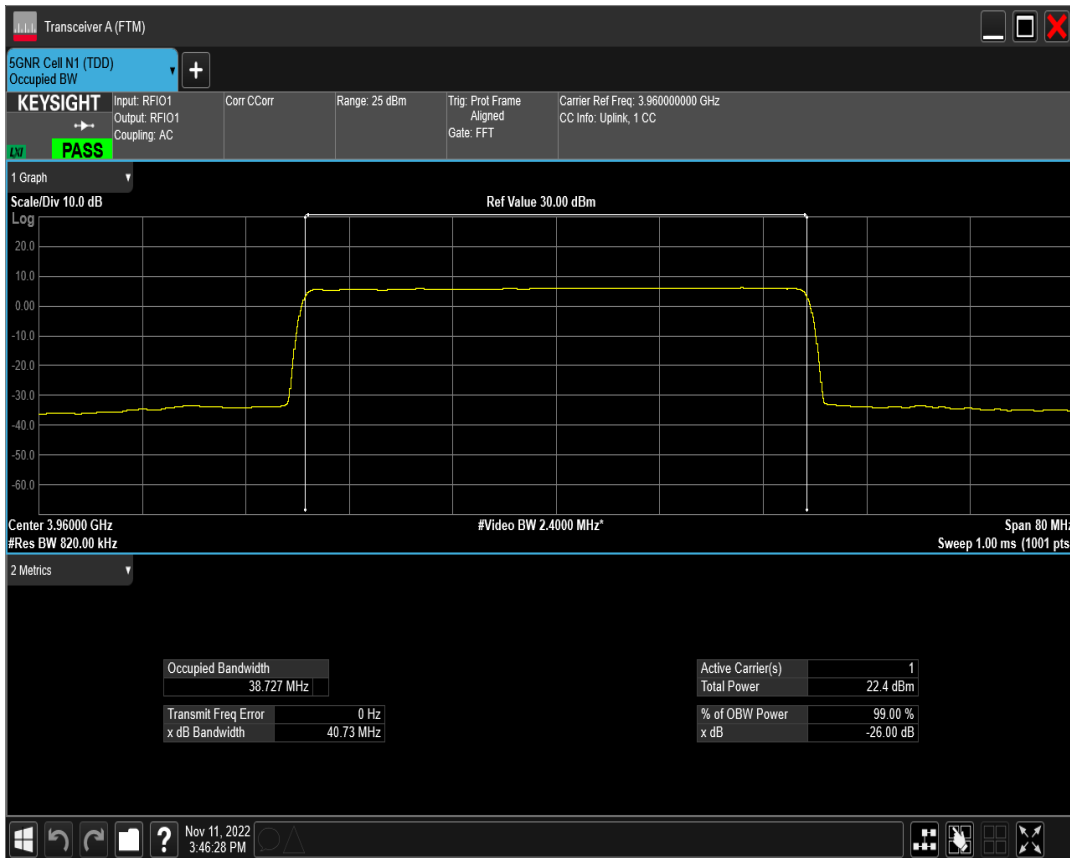 Transceiver A (FTM)
5GNR Cell N1 (TDD)
Occupied BW
+
KEYSIGHT
LXI
PASS
Input: RFIO1
Output: RFIO1
Coupling: AC
Corr CCorr
Range: 25 dBm
Trig: Prot Frame
Aligned
Gate: FFT
Carrier Ref Freq: 3.960000000 GHz
CC Info: Uplink, 1 CC
1 Graph
Scale/Div 10.0 dB
Ref Value 30.00 dBm
Log
20.0
10.0
0.00
-10.0
-20.0
-30.0
-40.0
-50.0
-60.0
Center 3.96000 GHz
#Video BW 2.4000 MHz*
Span 80 MHz
#Res BW 820.00 kHz
Sweep 1.00 ms (1001 pts
2 Metrics
Occupied Bandwidth
38.727 MHz
Transmit Freq Error 0 Hz
x dB Bandwidth 40.73 MHz
Active Carrier(s) 1
Total Power 22.4 dBm
% of OBW Power 99.00 %
x dB -26.00 dB
?
Nov 11, 2022
3:46:28 PM